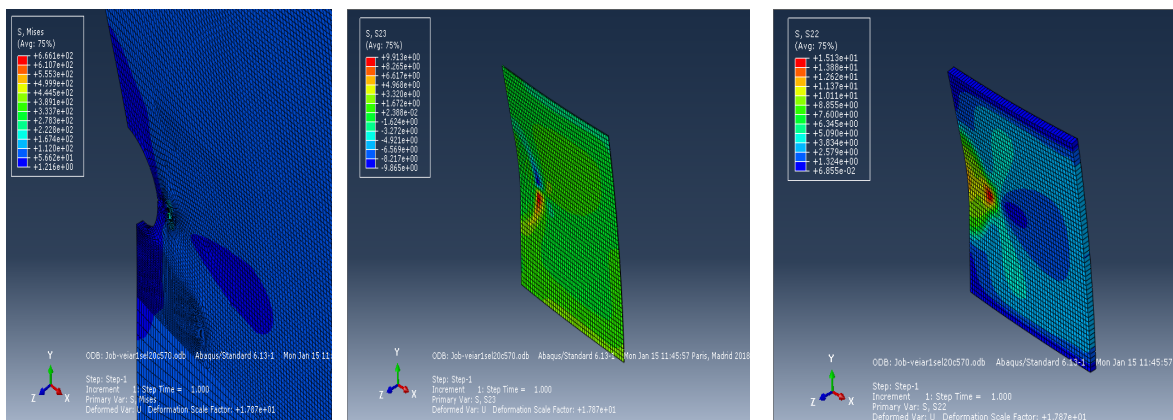 S, Mises
(Avg: 75%)
+6.661e+02
+6.107e+02
+5.553e+02
+4.999e+02
+4.445e+02
+3.891e+02
+3.337e+02
+2.783e+02
+2.228e+02
+1.674e+02
+1.120e+02
+5.662e+01
+1.216e+00
Y
Z
X
ODB: Job-veiar1sel20c570.odb Abaqus/Standard 6.13-1 Mon Jan 15 11:4
Step: Step-1
Increment 1: Step Time = 1.000
Primary Var: S, Mises
Deformed Var: U Deformation Scale Factor: +1.787e+01
S, S23
(Avg: 75%)
+9.913e+00
+8.265e+00
+6.617e+00
+4.968e+00
+3.320e+00
+1.672e+00
+2.388e-02
-1.624e+00
-3.272e+00
-4.921e+00
-6.569e+00
-8.217e+00
-9.865e+00
Y
Z
X
ODB: Job-veiar1sel20c570.odb Abaqus/Standard 6.13-1 Mon Jan 15 11:45:57 Paris, Madrid 2018
Step: Step-1
Increment 1: Step Time = 1.000
Primary Var: S, S23
Deformed Var: U Deformation Scale Factor: +1.787e+01
S, S22
(Avg: 75%)
+1.513e+01
+1.388e+01
+1.262e+01
+1.137e+01
+1.011e+01
+8.855e+00
+7.600e+00
+6.345e+00
+5.090e+00
+3.834e+00
+2.579e+00
+1.324e+00
+6.855e-02
Y
Z
X
ODB: Job-veiar1sel20c570.odb Abaqus/Standard 6.13-1 Mon Jan 15 11:45:57
Step: Step-1
Increment 1: Step Time = 1.000
Primary Var: S, S22
Deformed Var: U Deformation Scale Factor: +1.787e+01